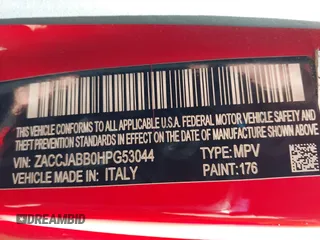 THIS VEHICLE CONFORMS TO ALL APPLICABLE U.S.A. FEDERAL MOTOR VEHICLE SAFETY AND
THEFT PREVENTION STANDARDS IN EFFECT ON THE DATE OF MANUFACTURE SHOWN ABOVE.
VIN: ZACCJABB0HPG53044 TYPE: MPV
VEHICLE MADE IN: ITALY PAINT: 176
DREAMBID